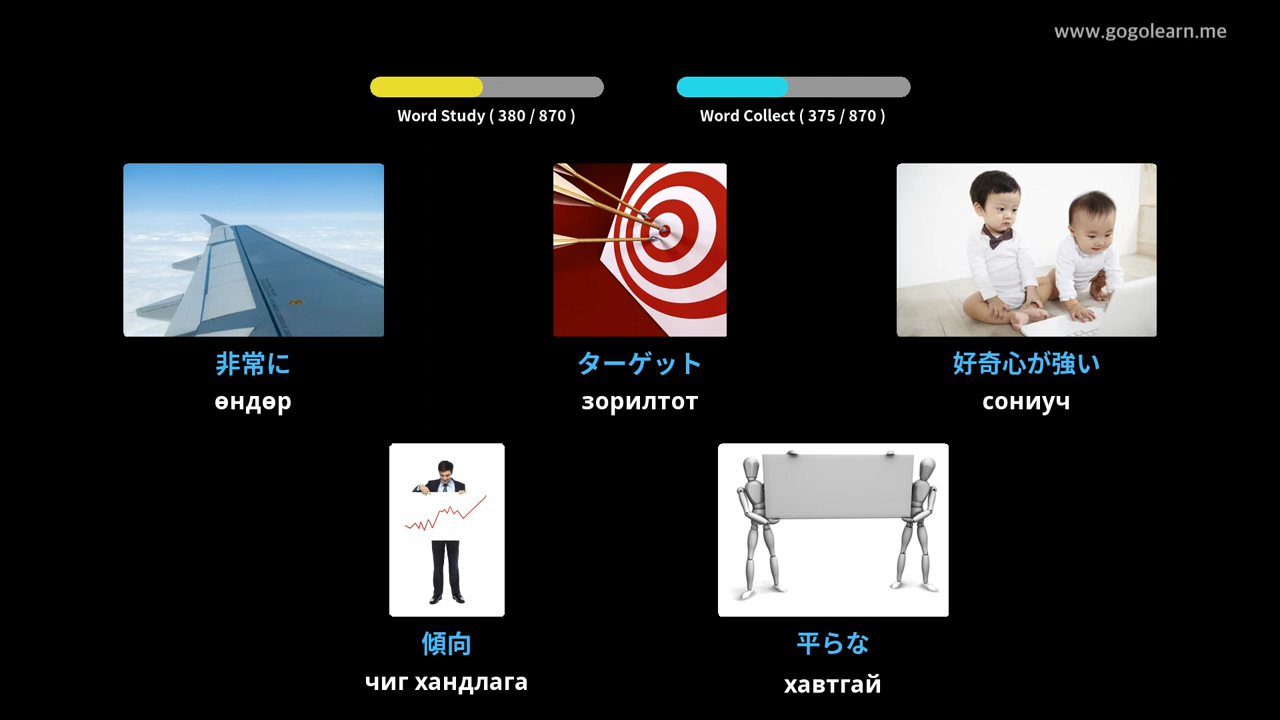 www.gogolearn.me
Word Study ( 380 / 870 )
Word Collect ( 375 / 870 )
非常に
өндөр
ターゲット
зорилтот
好奇心が強い
сониуч
傾向
чиг хандлага
平らな
хавтгай